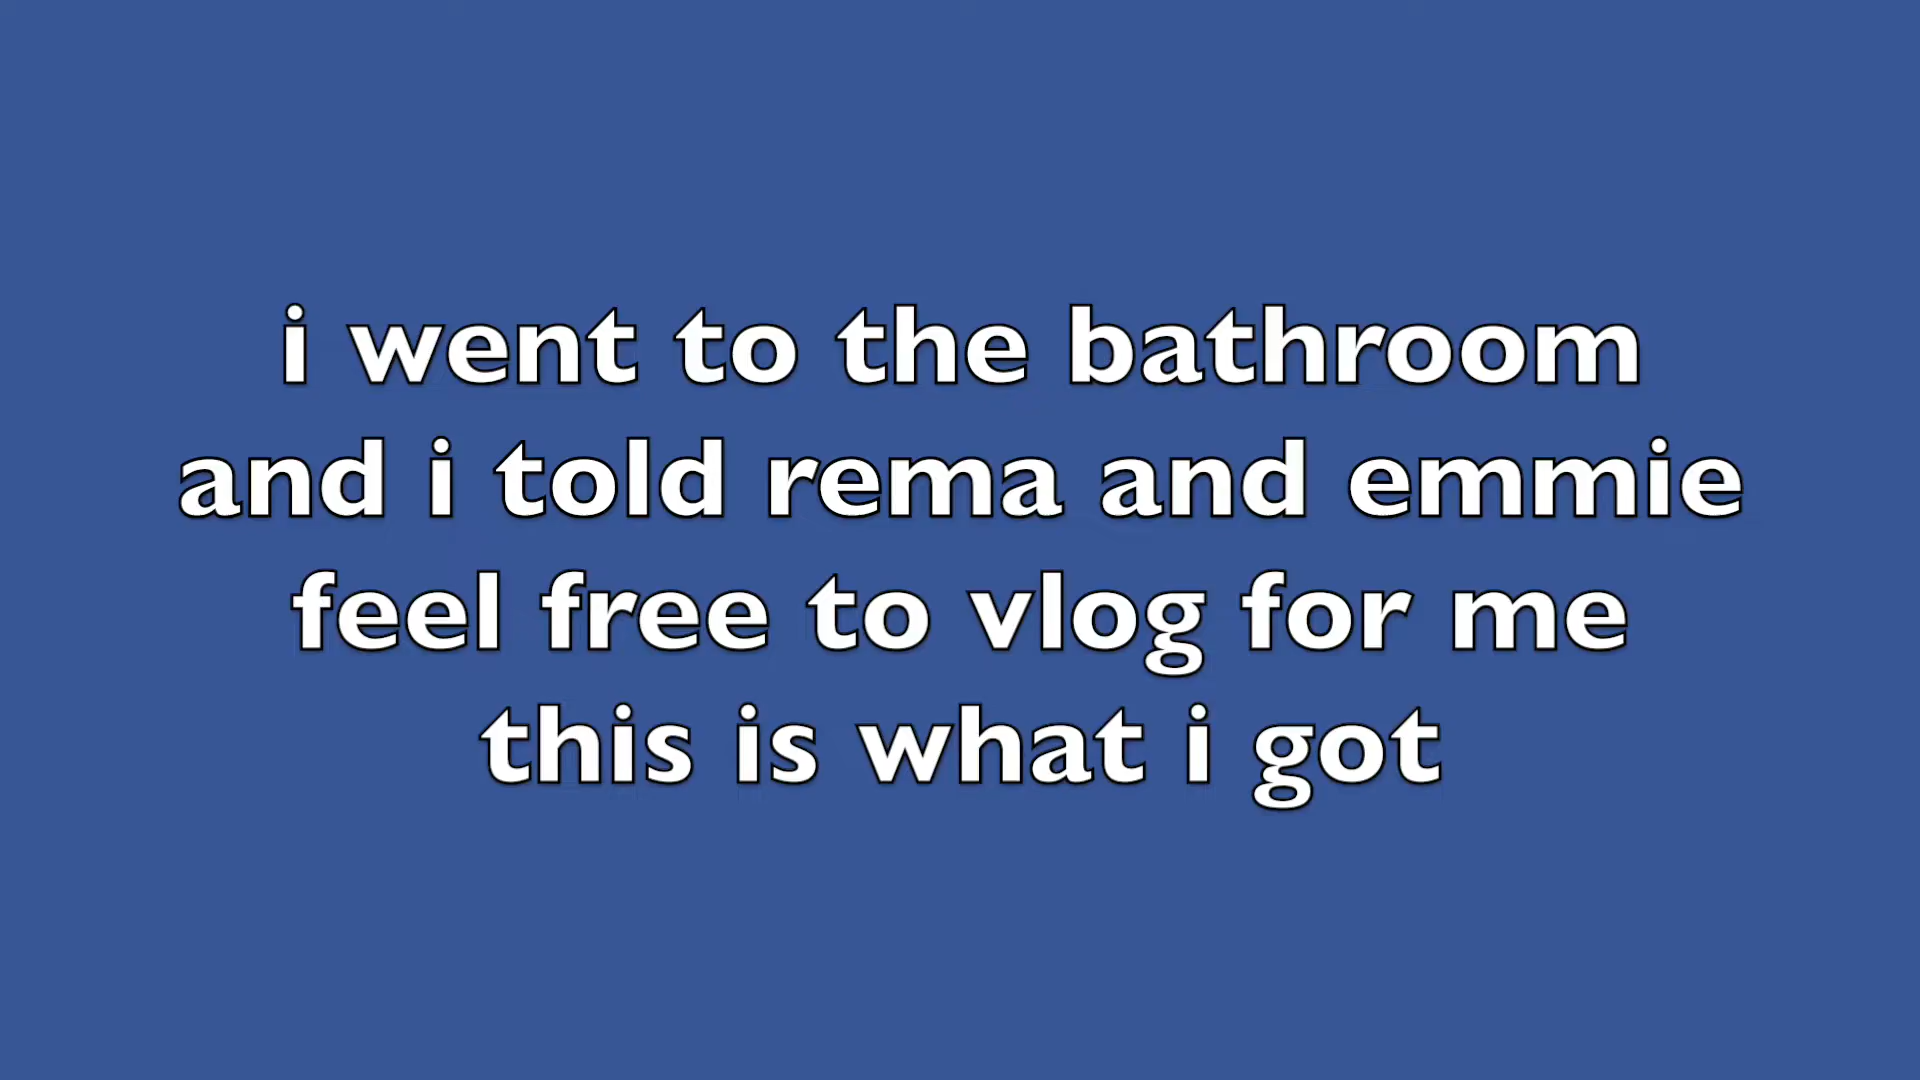 i went to the bathroom
and i told rema and emmie
feel free to vlog for me
this is what i got